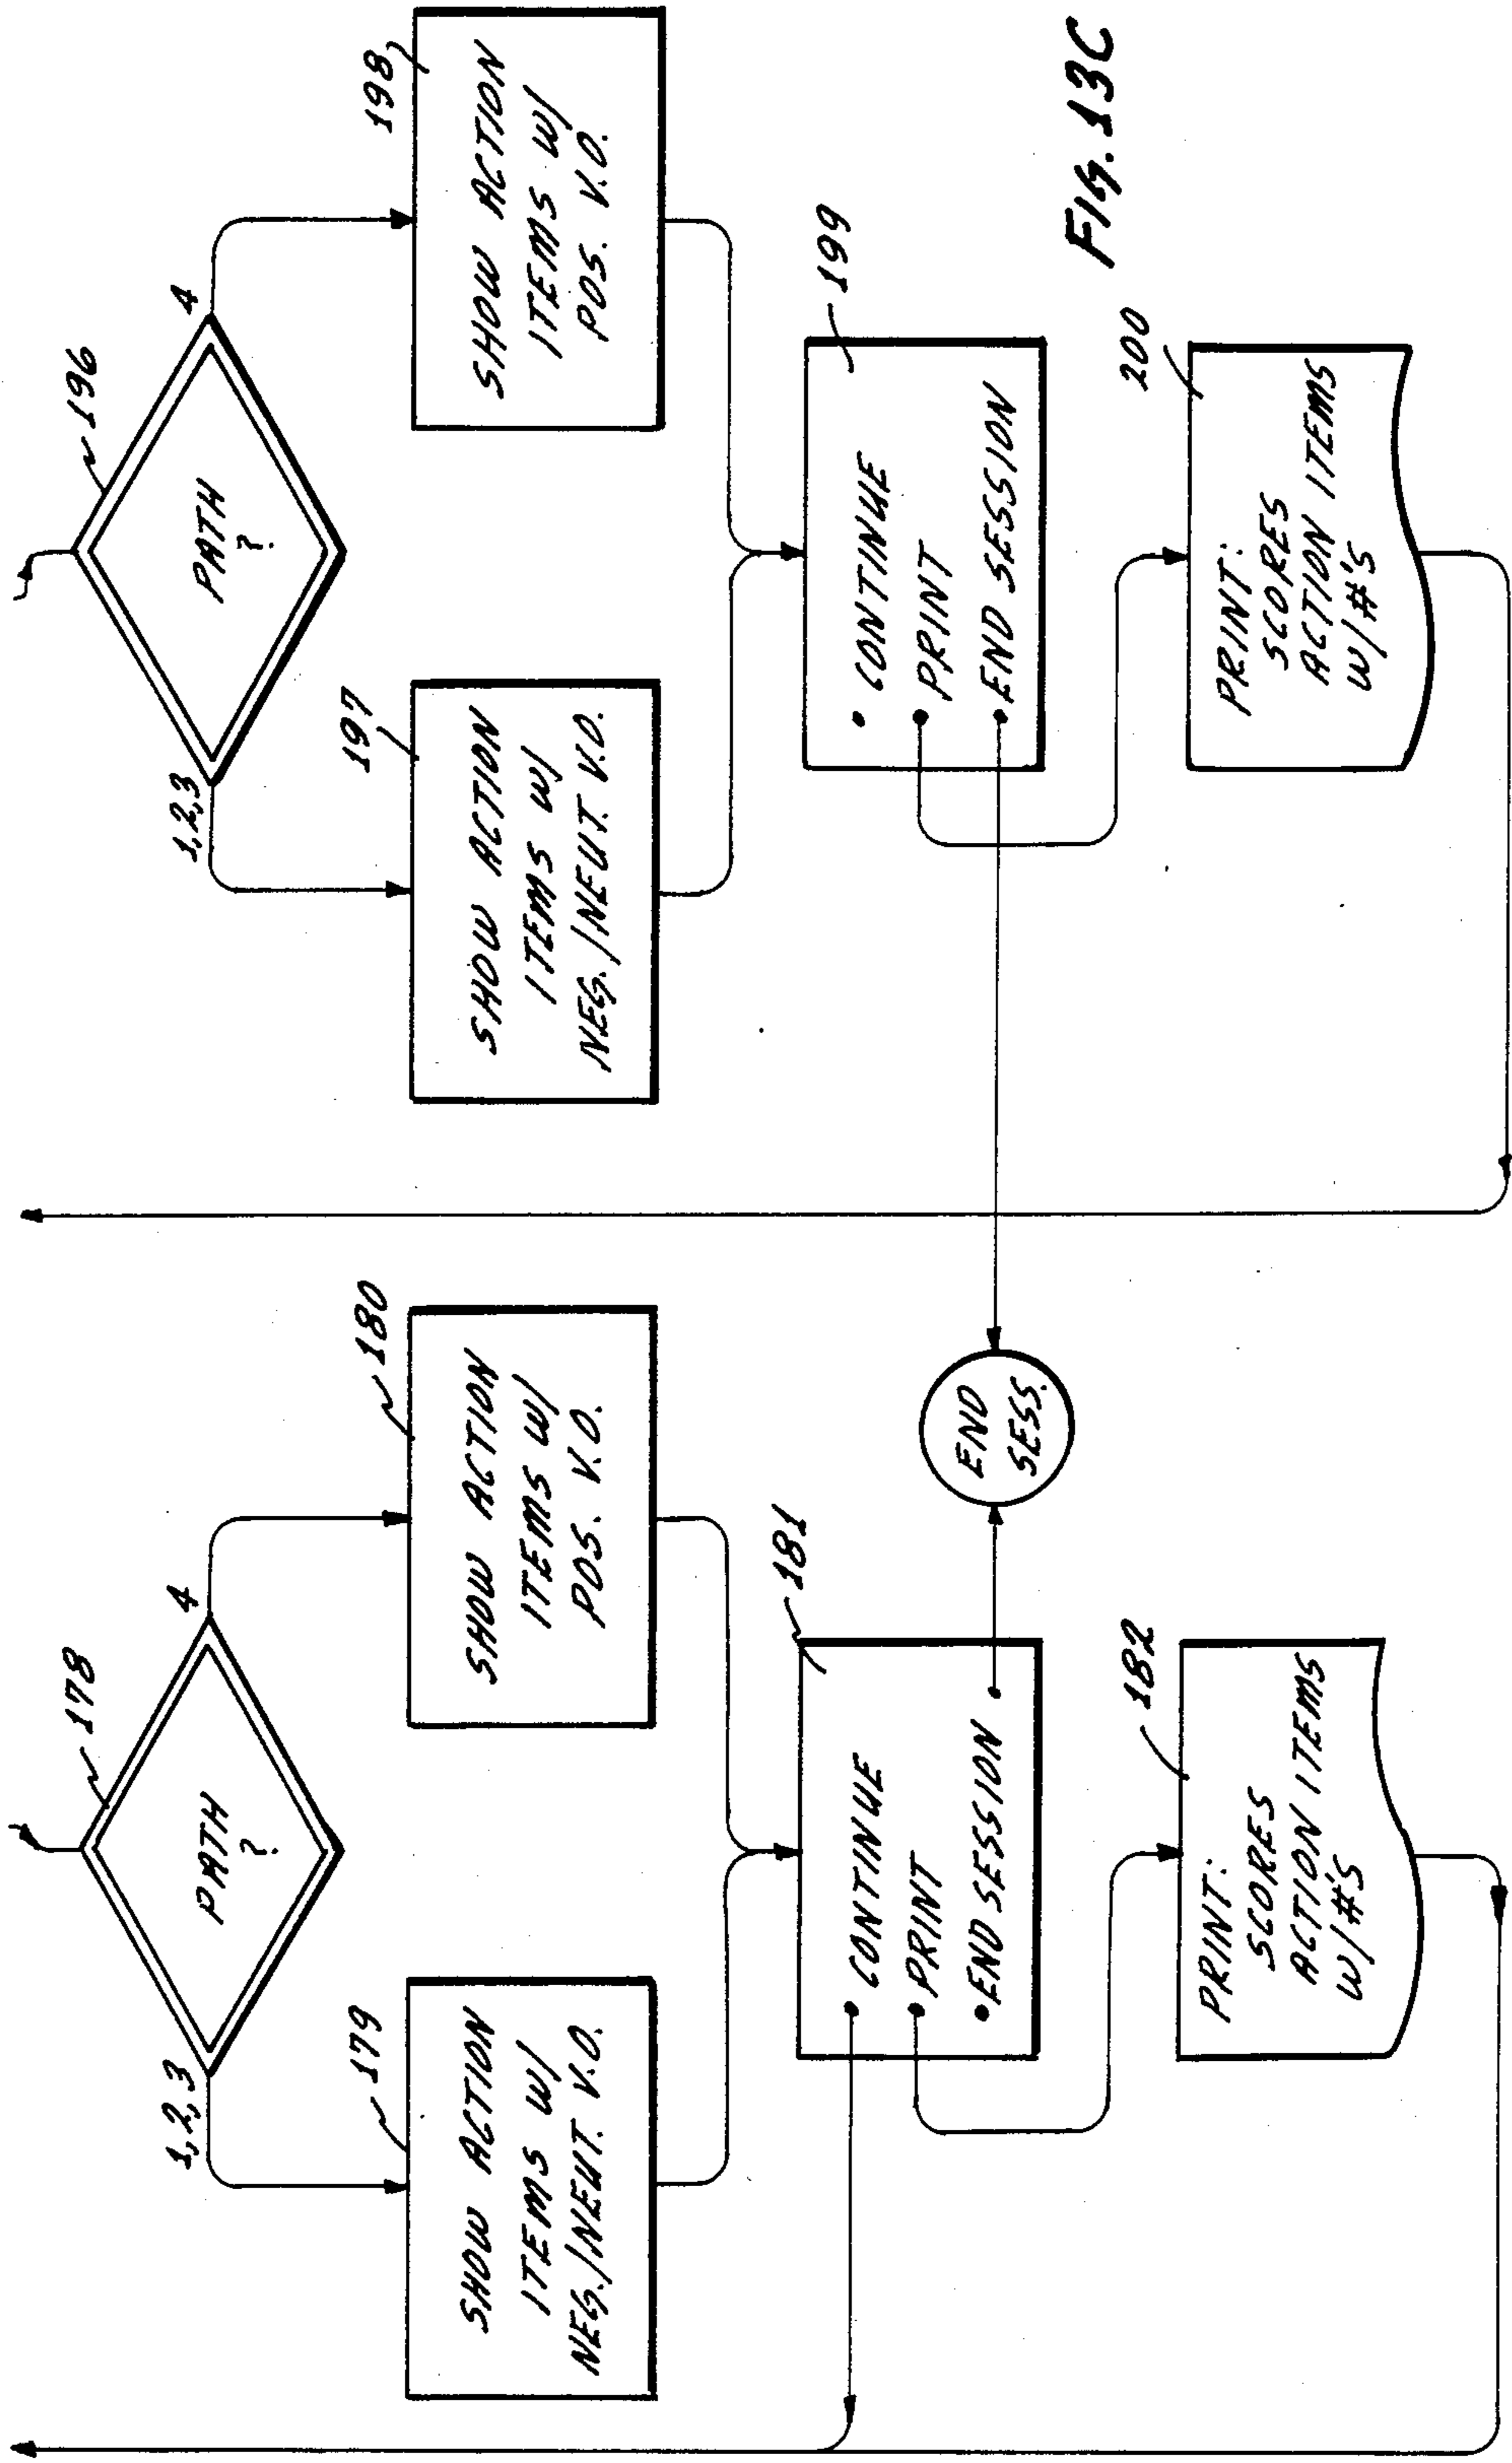 178
PATH
?
1,2,3
4
179
SHOW ACTION
ITEMS W/
NEG./NEUT. V.O.
180
SHOW ACTION
ITEMS W/
POS. V.O.
181
• CONTINUE
• PRINT
• END SESSION •
182
PRINT:
SCORES
ACTION ITEMS
W/#'S
END
SESS.
196
PATH
?
1,2,3
4
197
SHOW ACTION
ITEMS W/
NEG./NEUT. V.O.
198
SHOW ACTION
ITEMS W/
POS. V.O.
199
• CONTINUE
• PRINT
• END SESSION
200
PRINT:
SCORES
ACTION ITEMS
W/#'S
FIG. 13C